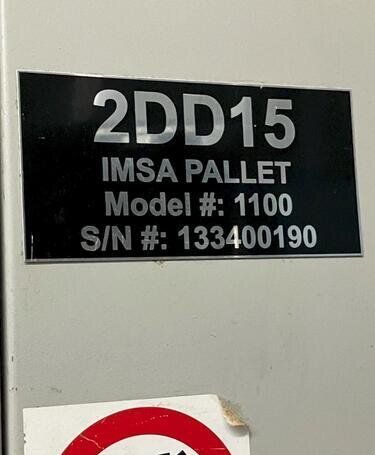 2DD15
IMSA PALLET
Model #: 1100
S/N #: 133400190